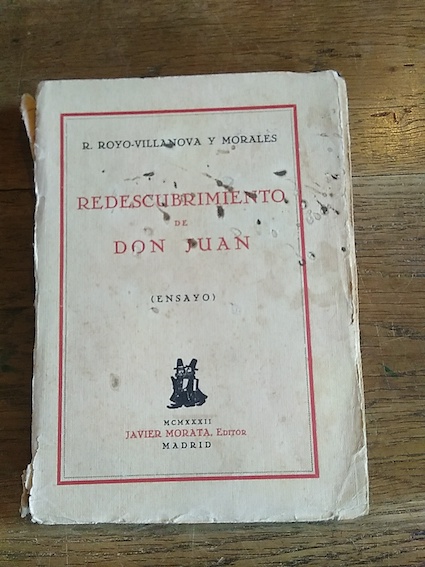 R. ROYO-VILLANOVA Y MORALES
REDESCUBRIMIENTO
DE
DON JUAN
(ENSAYO)
MCMXXXII
JAVIER MORATA, Editor
MADRID